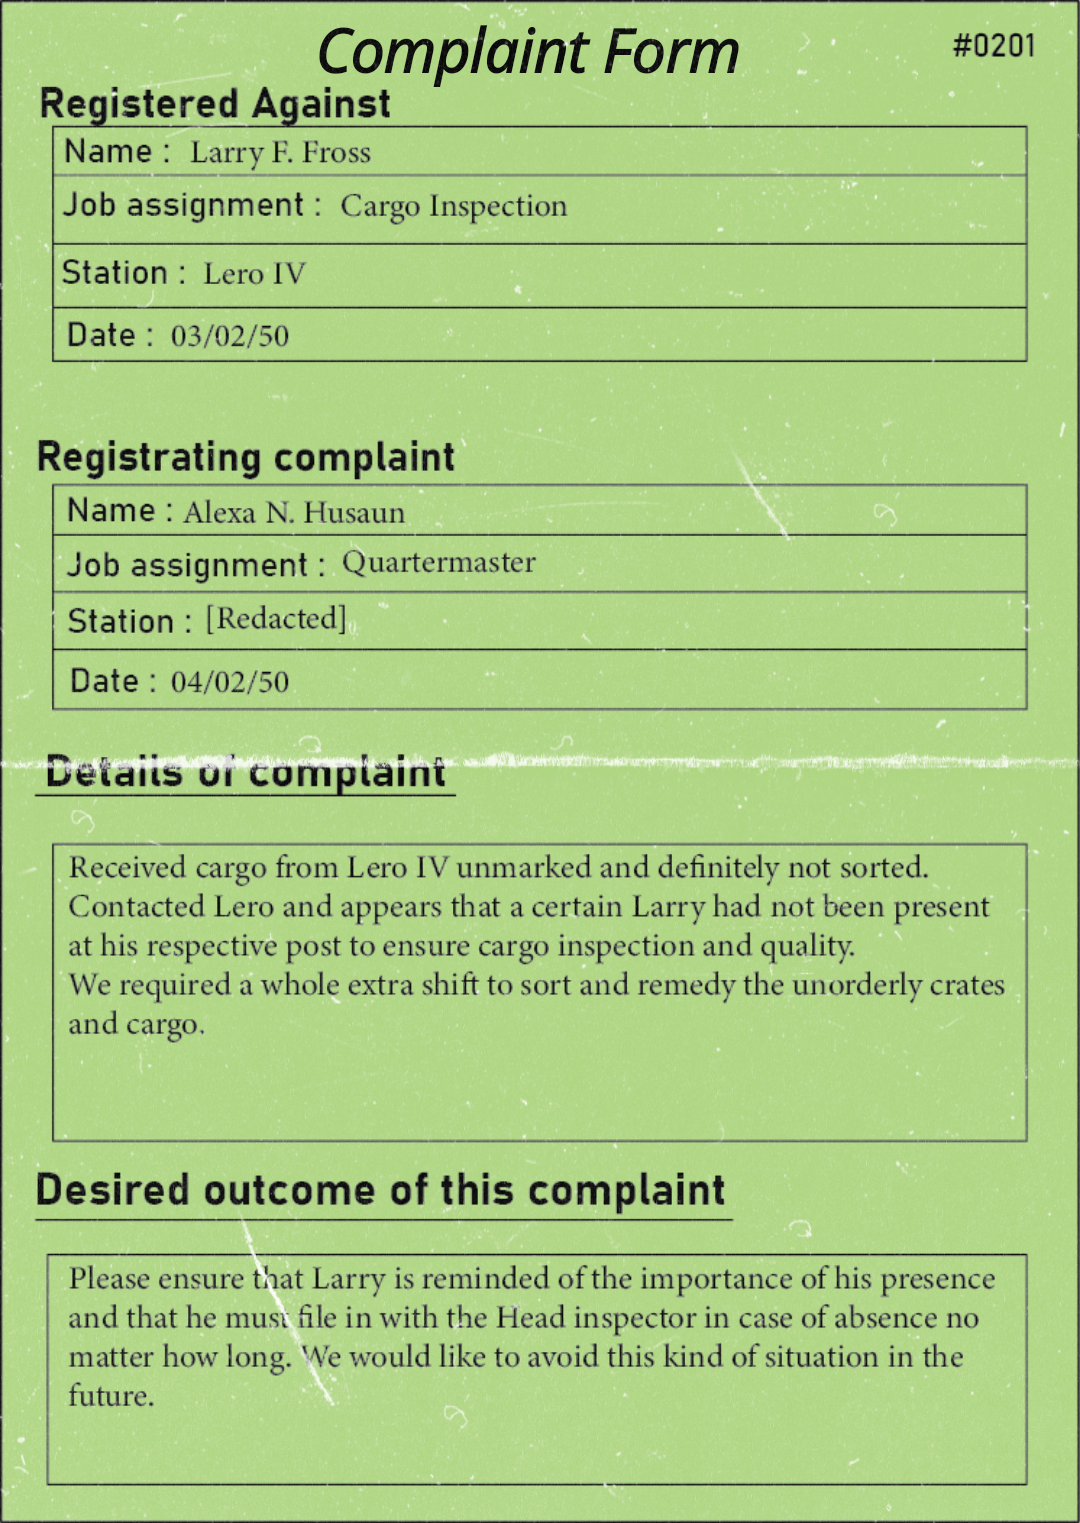 Complaint Form
#0201
Registered Against
Name : Larry F. Fross
Job assignment : Cargo Inspection
Station : Lero IV
Date : 03/02/50
Registrating complaint
Name : Alexa N. Husaun
Job assignment : Quartermaster
Station : [Redacted]
Date : 04/02/50
Details of complaint
Received cargo from Lero IV unmarked and definitely not sorted.
Contacted Lero and appears that a certain Larry had not been present
at his respective post to ensure cargo inspection and quality.
We required a whole extra shift to sort and remedy the unorderly crates
and cargo.
Desired outcome of this complaint
Please ensure that Larry is reminded of the importance of his presence
and that he must file in with the Head inspector in case of absence no
matter how long. We would like to avoid this kind of situation in the
future.